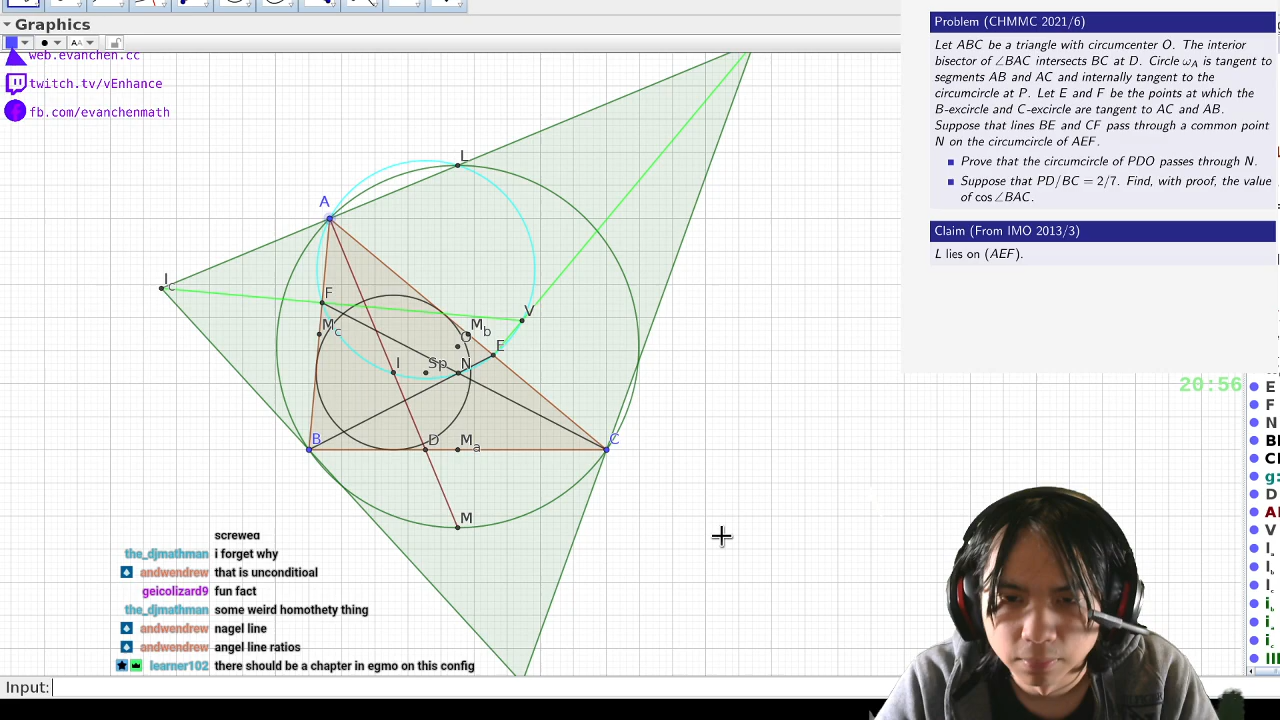 Graphics
web.evanchen.cc
twitch.tv/vEnhance
fb.com/evanchenmath
Problem (CHMMC 2021/6)
Let ABC be a triangle with circumcenter O. The interior
bisector of ∠BAC intersects BC at D. Circle ωA is tangent to
segments AB and AC and internally tangent to the
circumcircle at P. Let E and F be the points at which the
B-excircle and C-excircle are tangent to AC and AB.
Suppose that lines BE and CF pass through a common point
N on the circumcircle of AEF.
Prove that the circumcircle of PDO passes through N.
Suppose that PD/BC = 2/7. Find, with proof, the value
of cos∠BAC.
Claim (From IMO 2013/3)
L lies on (AEF).
20:56
L
A
Ic
F
V
Mc
Mb
O
E
I
Sp
N
B
D
Ma
C
M
E
F
N
D
V
screwed
the_djmathman i forget why
andwendrew that is unconditioal
geicolizard9 fun fact
the_djmathman some weird homothety thing
andwendrew nagel line
andwendrew angel line ratios
learner102 there should be a chapter in egmo on this config
Input: